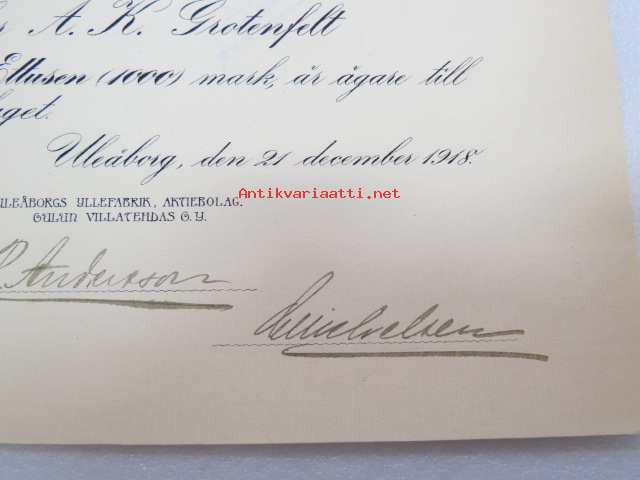 A. K. Grotenfelt
Ettusen (1000) mark, är ägare till
Uleåborg, den 21 december 1918.
Antikvariaatti.net
ULEÅBORGS YLLEFABRIK, AKTIEBOLAG.
OULUN VILLATEHDAS O.Y.
Andersson